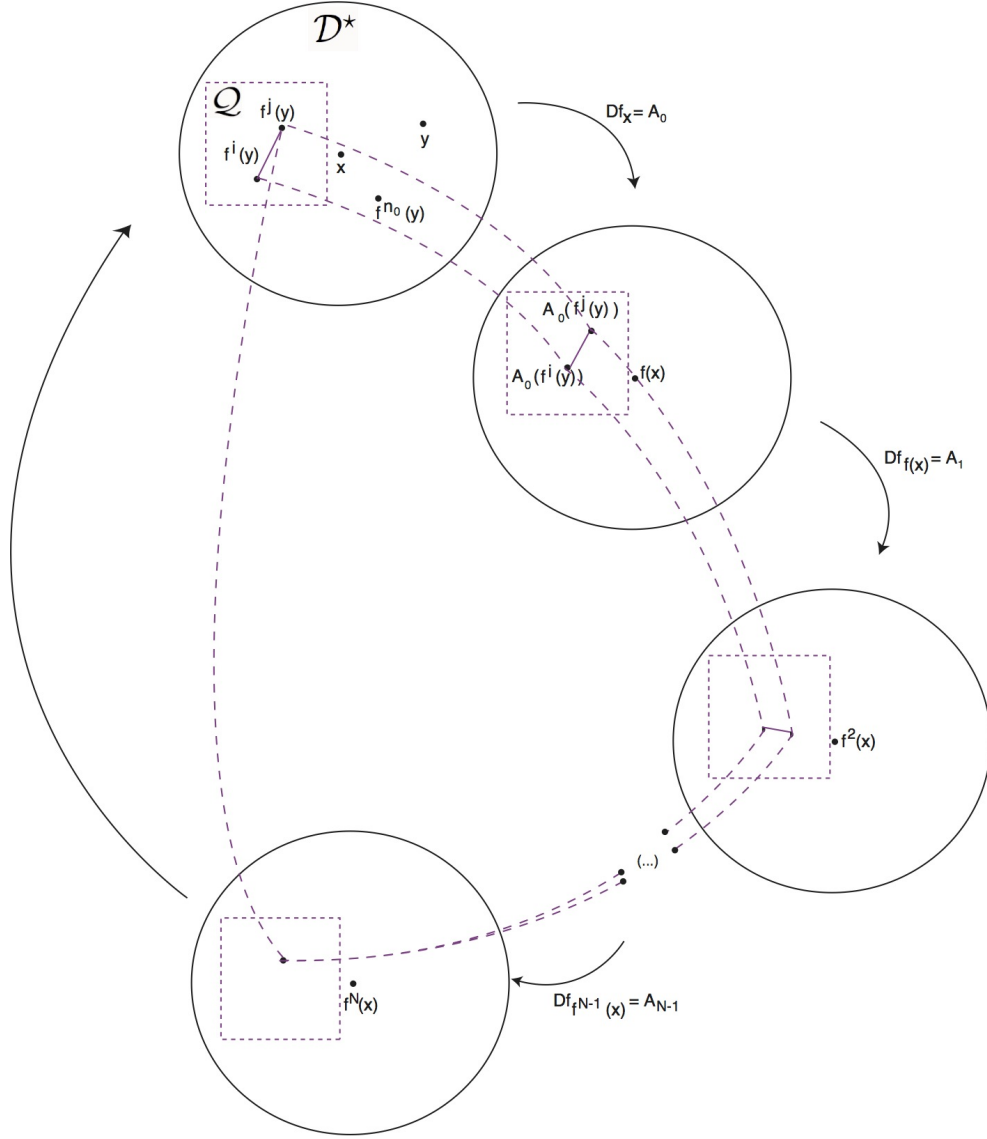 𝒟⋆
𝒬
f^j(y)
f^i(y)
y
x
f^{n_0}(y)
Df_x = A_0
A_0(f^j(y))
A_0(f^i(y))
f(x)
Df_{f(x)} = A_1
f^2(x)
(...)
f^N(x)
Df_{f^{N-1}(x)} = A_{N-1}